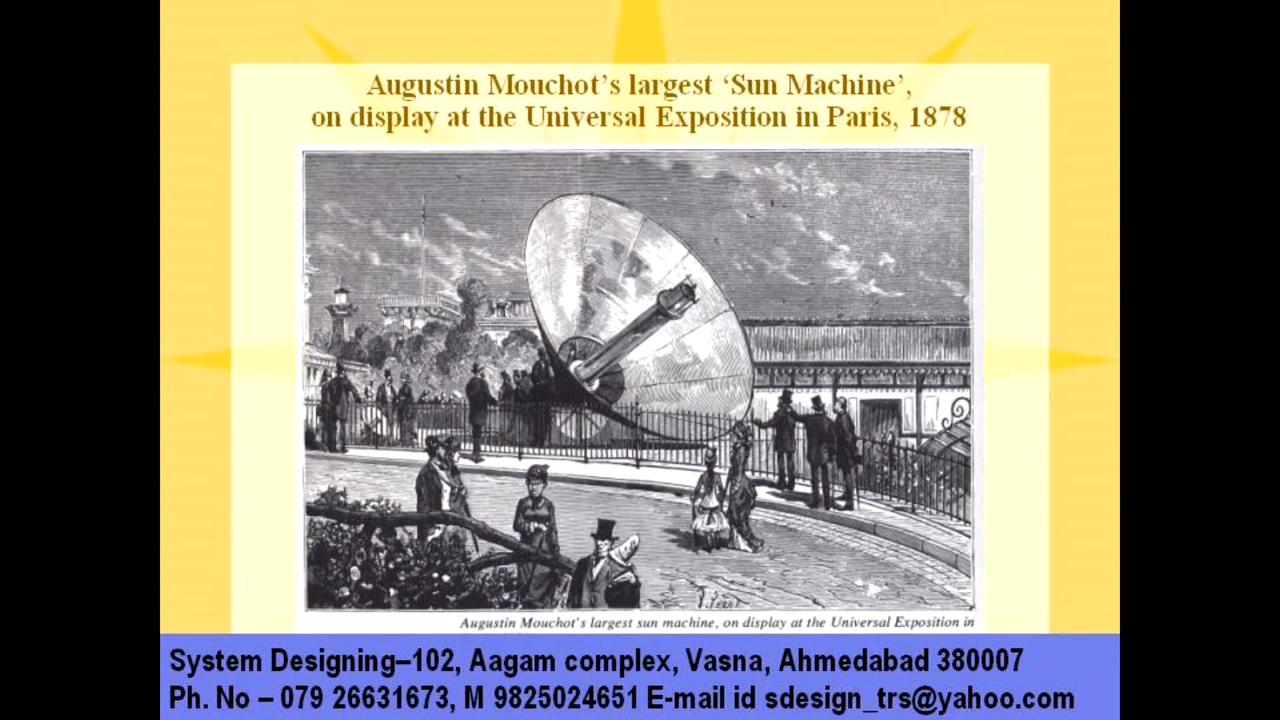 Augustin Mouchot’s largest ‘Sun Machine’,
on display at the Universal Exposition in Paris, 1878
Augustin Mouchot's largest sun machine, on display at the Universal Exposition in
System Designing–102, Aagam complex, Vasna, Ahmedabad 380007
Ph. No – 079 26631673, M 9825024651 E-mail id sdesign_trs@yahoo.com